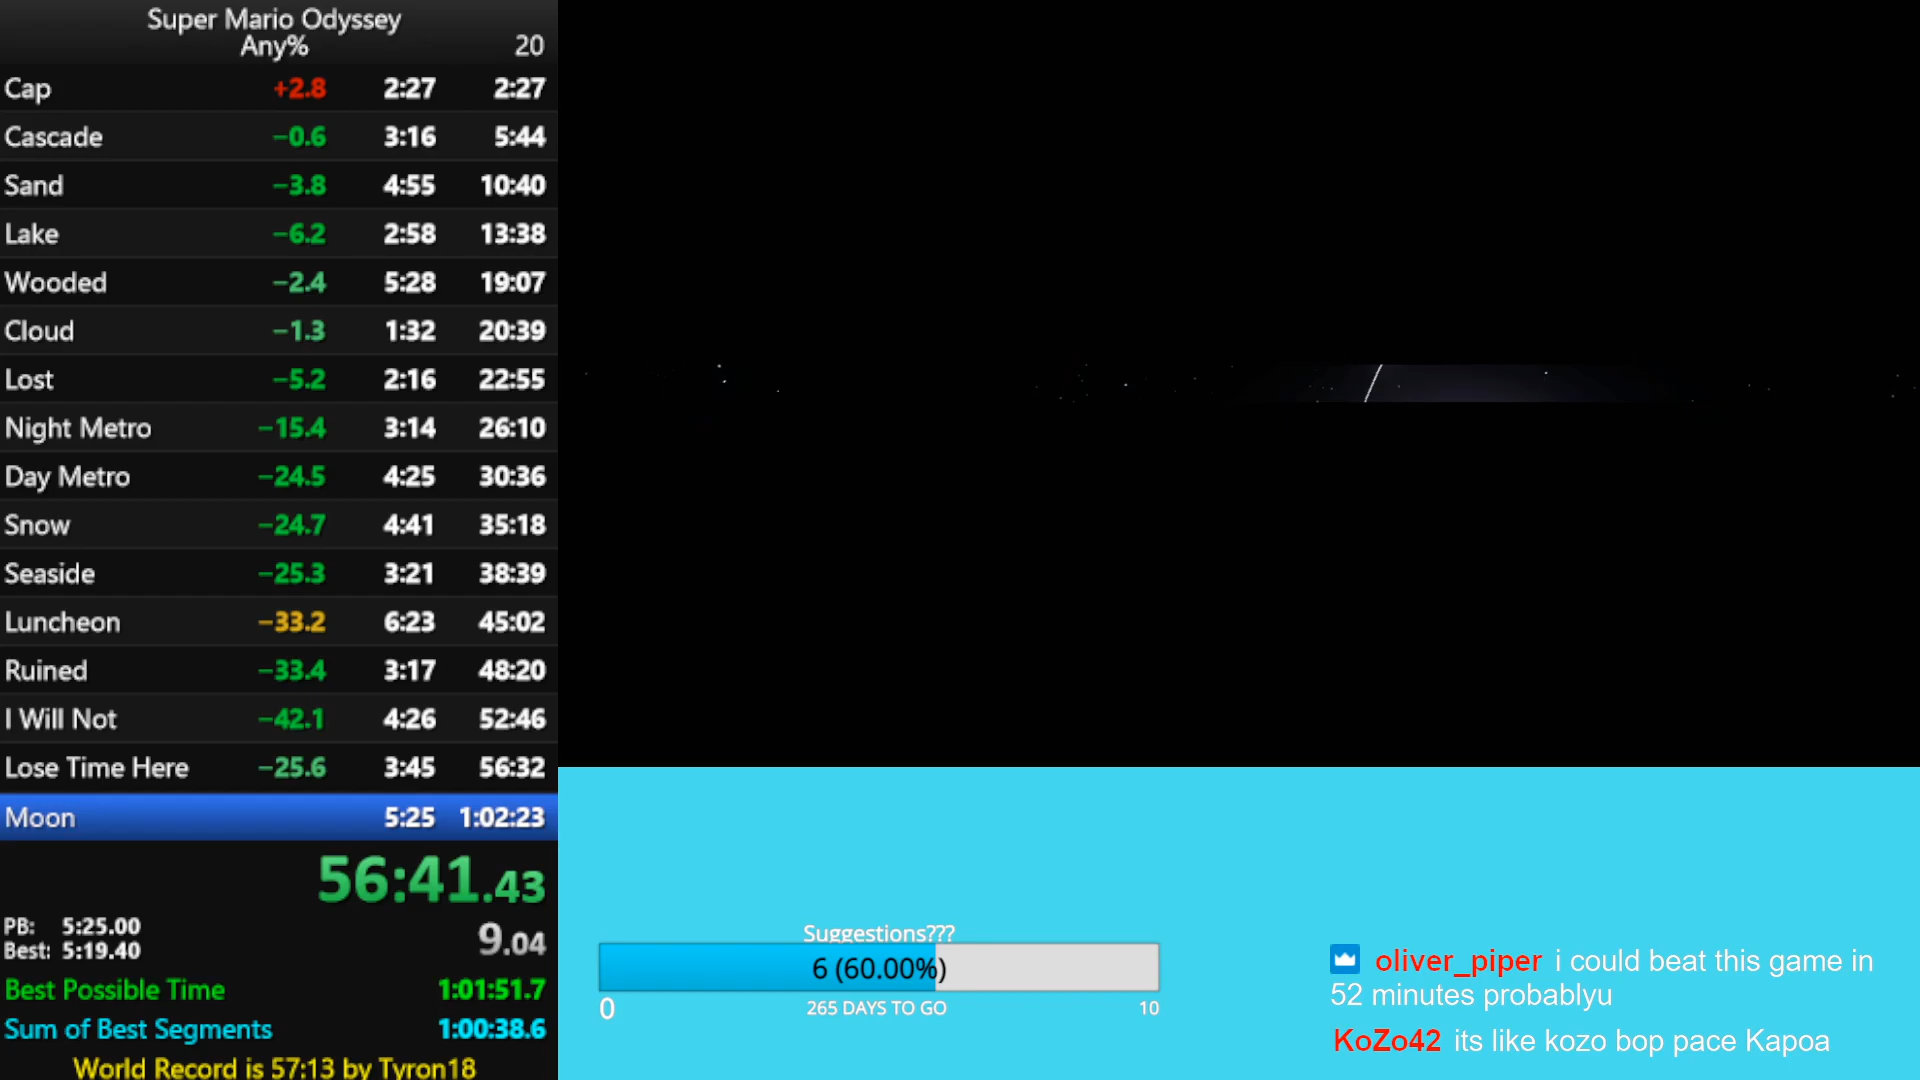 Super Mario Odyssey
Any% 20
Cap +2.8 2:27 2:27
Cascade −0.6 3:16 5:44
Sand −3.8 4:55 10:40
Lake −6.2 2:58 13:38
Wooded −2.4 5:28 19:07
Cloud −1.3 1:32 20:39
Lost −5.2 2:16 22:55
Night Metro −15.4 3:14 26:10
Day Metro −24.5 4:25 30:36
Snow −24.7 4:41 35:18
Seaside −25.3 3:21 38:39
Luncheon −33.2 6:23 45:02
Ruined −33.4 3:17 48:20
I Will Not −42.1 4:26 52:46
Lose Time Here −25.6 3:45 56:32
Moon 5:25 1:02:23
56:41.43
PB: 5:25.00 9.04
Best: 5:19.40
Best Possible Time 1:01:51.7
Sum of Best Segments 1:00:38.6
World Record is 57:13 by Tyron18
Suggestions???
6 (60.00%)
0 265 DAYS TO GO 10
oliver_piper i could beat this game in
52 minutes probablyu
KoZo42 its like kozo bop pace Kapoa